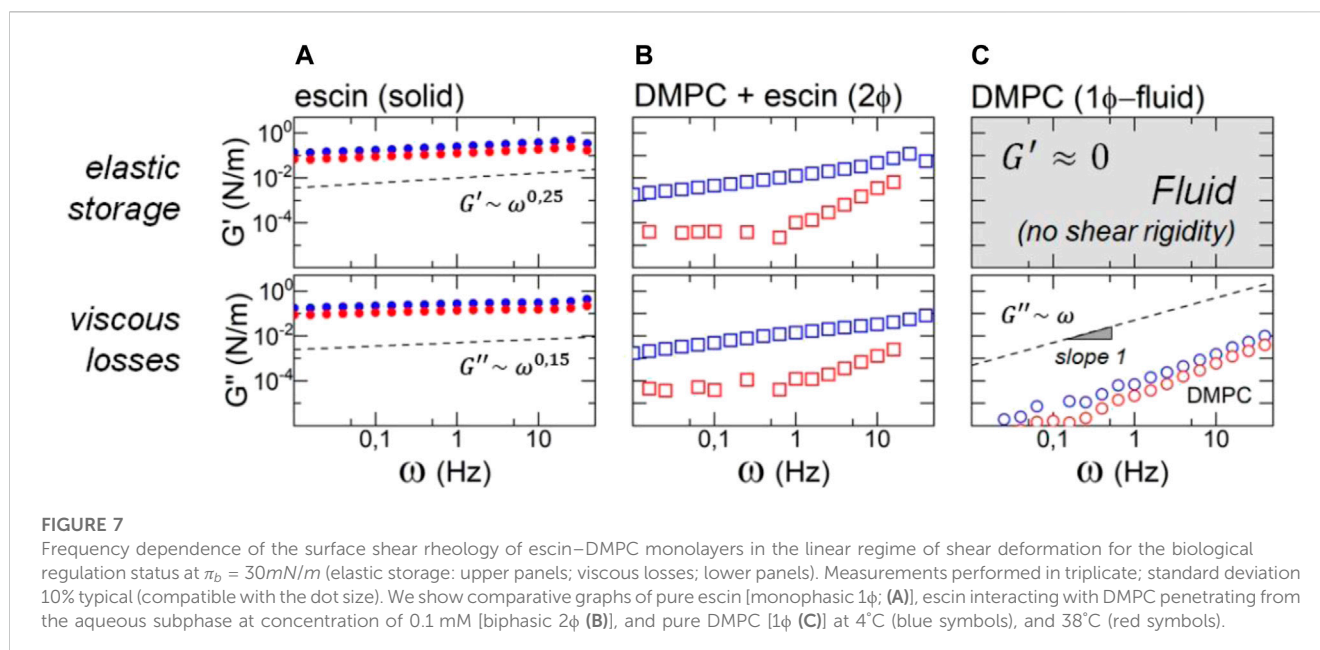 A
B
C
escin (solid)
DMPC + escin (2ϕ)
DMPC (1ϕ–fluid)
elastic
storage
G' (N/m)
10⁰
10⁻²
10⁻⁴
G' ~ ω⁰,²⁵
G' ≈ 0
Fluid
(no shear rigidity)
viscous
losses
G" (N/m)
10⁰
10⁻²
10⁻⁴
G" ~ ω⁰,¹⁵
G" ~ ω
slope 1
DMPC
0,1 1 10
0,1 1 10
0,1 1 10
ω (Hz)
ω (Hz)
ω (Hz)
FIGURE 7
Frequency dependence of the surface shear rheology of escin–DMPC monolayers in the linear regime of shear deformation for the biological
regulation status at π_b = 30mN/m (elastic storage: upper panels; viscous losses; lower panels). Measurements performed in triplicate; standard deviation
10% typical (compatible with the dot size). We show comparative graphs of pure escin [monophasic 1ϕ; (A)], escin interacting with DMPC penetrating from
the aqueous subphase at concentration of 0.1 mM [biphasic 2ϕ (B)], and pure DMPC [1ϕ (C)] at 4˚C (blue symbols), and 38˚C (red symbols).